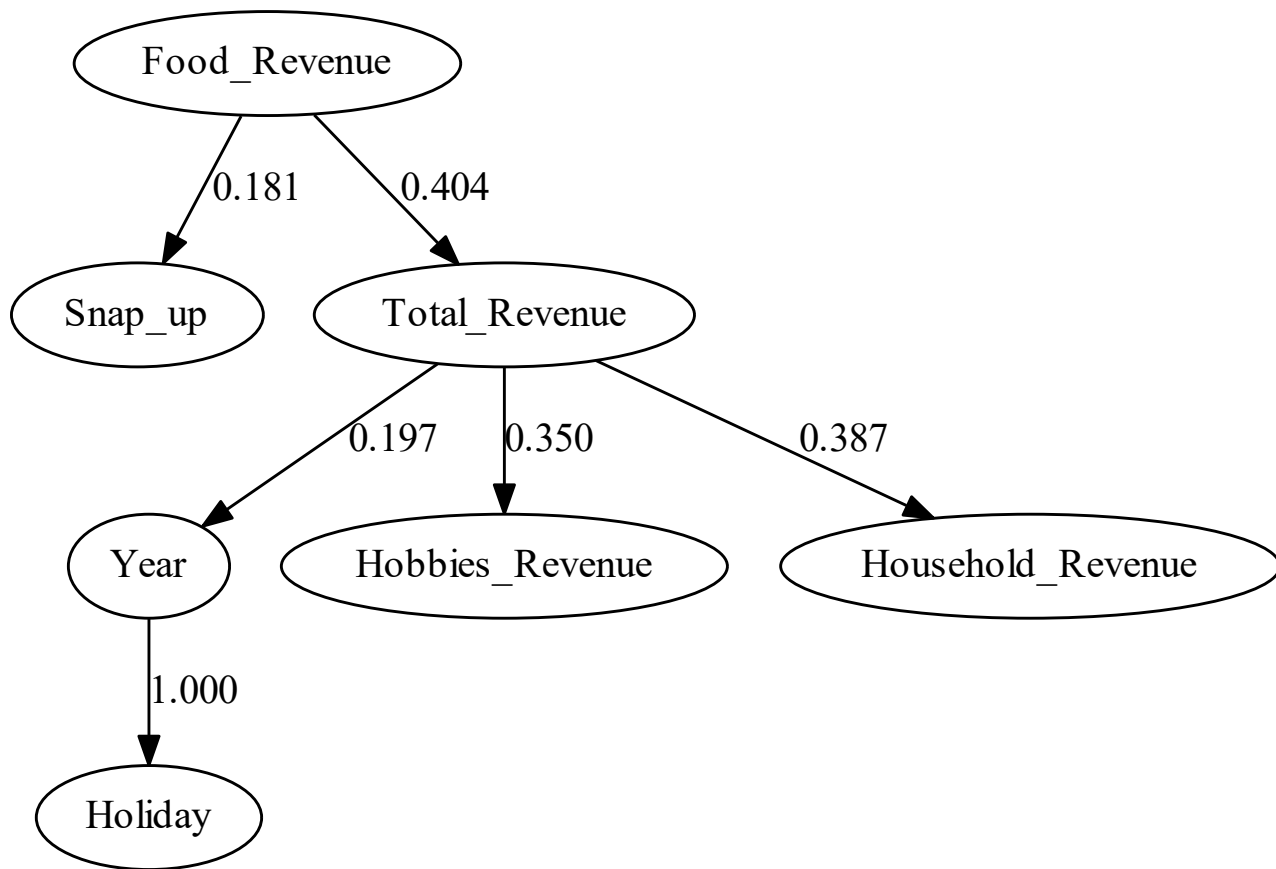 Food_Revenue
0.181
0.404
Snap_up
Total_Revenue
0.197
0.350
0.387
Year
Hobbies_Revenue
Household_Revenue
1.000
Holiday